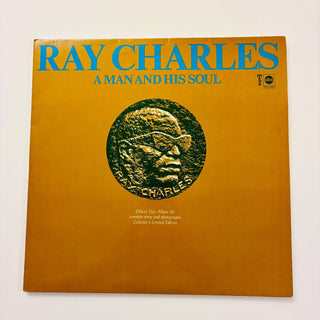 RAY CHARLES
A MAN AND HIS SOUL
abc
RAY CHARLES
Deluxe Two Album Set
complete story and photographs
Collector's Limited Edition